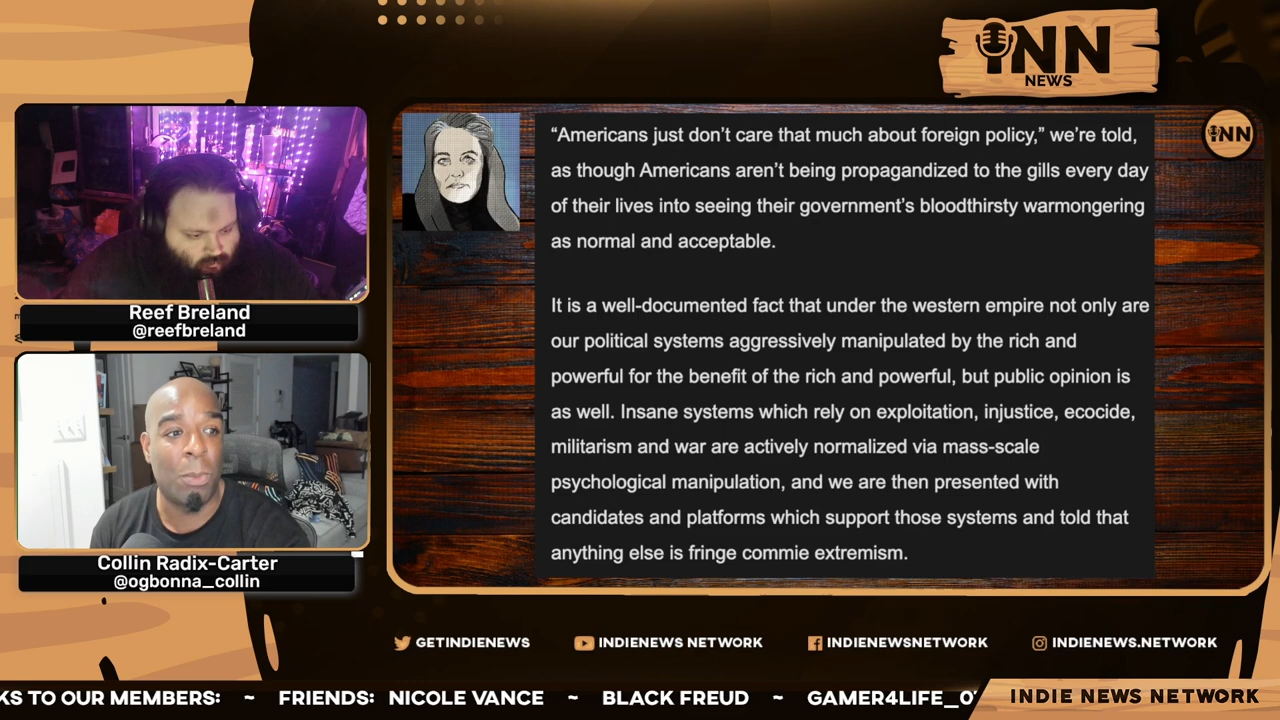 iNN
NEWS
iNN
“Americans just don’t care that much about foreign policy,” we’re told,
as though Americans aren’t being propagandized to the gills every day
of their lives into seeing their government’s bloodthirsty warmongering
as normal and acceptable.
It is a well-documented fact that under the western empire not only are
our political systems aggressively manipulated by the rich and
powerful for the benefit of the rich and powerful, but public opinion is
as well. Insane systems which rely on exploitation, injustice, ecocide,
militarism and war are actively normalized via mass-scale
psychological manipulation, and we are then presented with
candidates and platforms which support those systems and told that
anything else is fringe commie extremism.
Reef Breland
@reefbreland
Collin Radix-Carter
@ogbonna_collin
GETINDIENEWS
INDIENEWS NETWORK
INDIENEWSNETWORK
INDIENEWS.NETWORK
KS TO OUR MEMBERS: ~ FRIENDS: NICOLE VANCE ~ BLACK FREUD ~ GAMER4LIFE_0
INDIE NEWS NETWORK